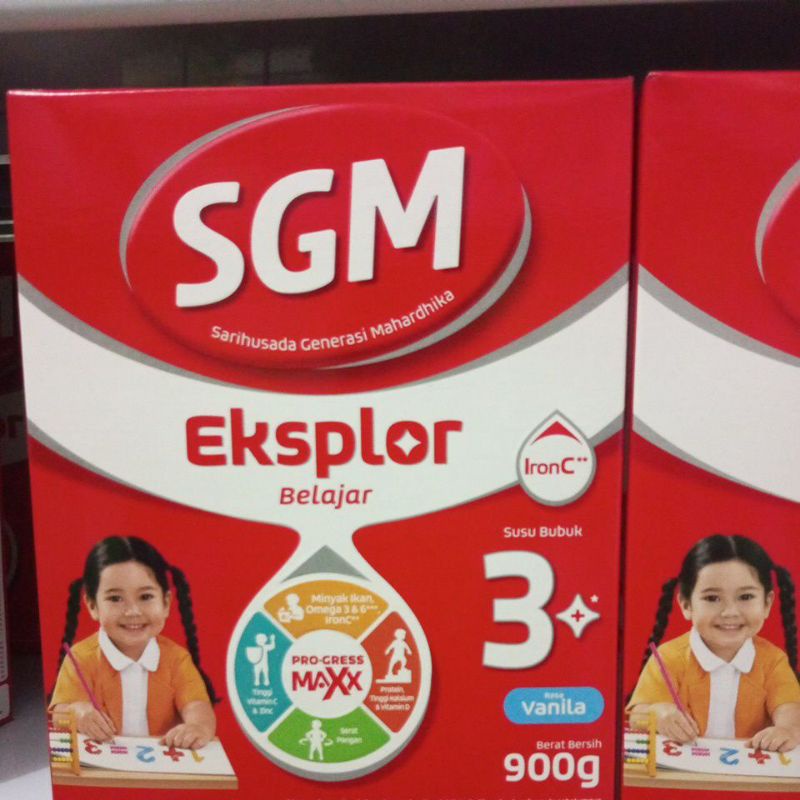 SGM
Sarihusada Generasi Mahardhika
Eksplor
Belajar
IronC**
Susu Bubuk
3+*
Minyak Ikan,
Omega 3 & 6***,
IronC**
PRO-GRESS
MAXX
Tinggi
Vitamin C
& Zinc
Protein,
Tinggi Kalsium
& Vitamin D
Serat
Pangan
Rasa
Vanila
Berat Bersih
900g